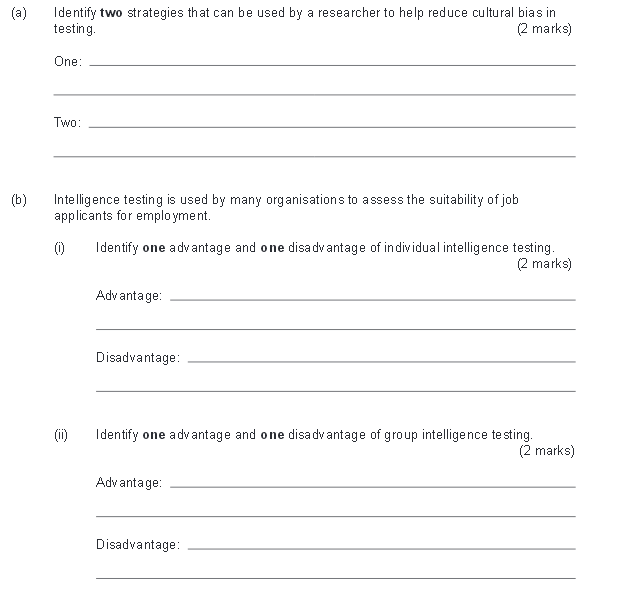 (a) Identify two strategies that can be used by a researcher to help reduce cultural bias in
testing. (2 marks)
One:
Two:
(b) Intelligence testing is used by many organisations to assess the suitability of job
applicants for employment.
(i) Identify one advantage and one disadvantage of individual intelligence testing.
(2 marks)
Advantage:
Disadvantage:
(ii) Identify one advantage and one disadvantage of group intelligence testing.
(2 marks)
Advantage:
Disadvantage: